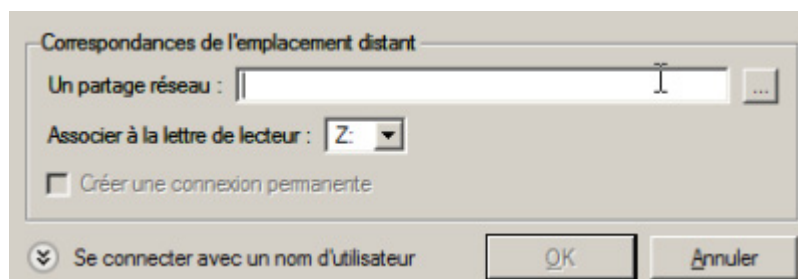 Correspondances de l'emplacement distant
Un partage réseau :
...
Associer à la lettre de lecteur : Z:
Créer une connexion permanente
Se connecter avec un nom d'utilisateur OK Annuler